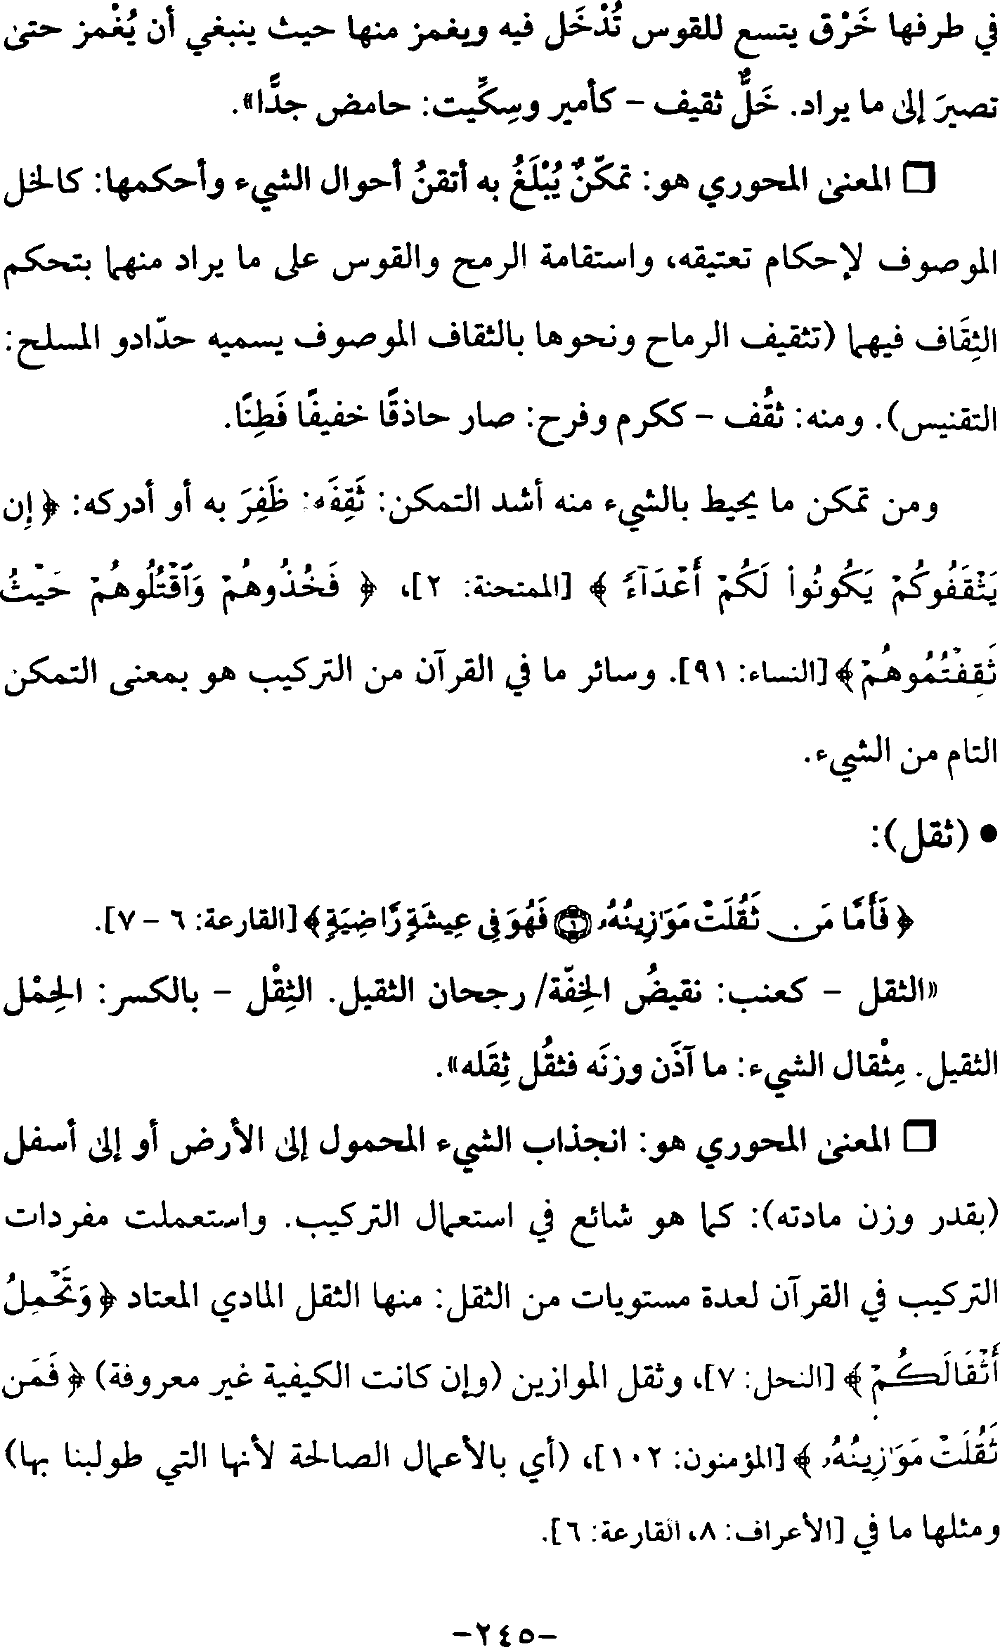 في طرفها خَرْق يتسع للقوس تُدْخَل فيه ويغمز منها حيث ينبغي أن يُغْمز حتىٰ
تصيرَ إلىٰ ما يراد. خَلٌّ ثقيف – كأمير وسِكِّيت: حامض جدًّا».
❒ المعنىٰ المحوري هو: تمكّنٌ يُبْلَغُ به أتقنُ أحوال الشيء وأحكمها: كالخل
الموصوف لإحكام تعتيقه، واستقامة الرمح والقوس على ما يراد منهما بتحكم
الثِقَاف فيهما (تثقيف الرماح ونحوها بالثقاف الموصوف يسميه حدّادو المسلح:
التقنيس). ومنه: ثقُف – ككرم وفرح: صار حاذقًا خفيفًا فَطِنًا.
ومن تمكن ما يحيط بالشيء منه أشد التمكن: ثَقِفَه: ظَفِرَ به أو أدركه: ﴿ إِن
يَثْقَفُوكُمْ يَكُونُوا۟ لَكُمْ أَعْدَآءً ﴾ [الممتحنة: ٢]، ﴿ فَخُذُوهُمْ وَٱقْتُلُوهُمْ حَيْثُ
ثَقِفْتُمُوهُمْ ﴾ [النساء: ٩١]. وسائر ما في القرآن من التركيب هو بمعنى التمكن
التام من الشيء.
• (ثقل):
﴿ فَأَمَّا مَن ثَقُلَتْ مَوَٰزِينُهُۥ ۝٦ فَهُوَ فِي عِيشَةٍ رَّاضِيَةٍ ﴾ [القارعة: ٦ – ٧].
«الثقل – كعنب: نقيضُ الخِفّة/ رجحان الثقيل. الثِقْل – بالكسر: الحِمْل
الثقيل. مِثْقال الشيء: ما آذَن وزنَه فثقُل ثِقَله».
❒ المعنىٰ المحوري هو: انجذاب الشيء المحمول إلىٰ الأرض أو إلىٰ أسفل
(بقدر وزن مادته): كما هو شائع في استعمال التركيب. واستعملت مفردات
التركيب في القرآن لعدة مستويات من الثقل: منها الثقل المادي المعتاد ﴿ وَتَحْمِلُ
أَثْقَالَكُمْ ﴾ [النحل: ٧]، وثقل الموازين (وإن كانت الكيفية غير معروفة) ﴿ فَمَن
ثَقُلَتْ مَوَٰزِينُهُۥ ﴾ [المؤمنون: ١٠٢]، (أي بالأعمال الصالحة لأنها التي طولبنا بها)
ومثلها ما في [الأعراف: ٨، القارعة: ٦].
-٢٤٥-